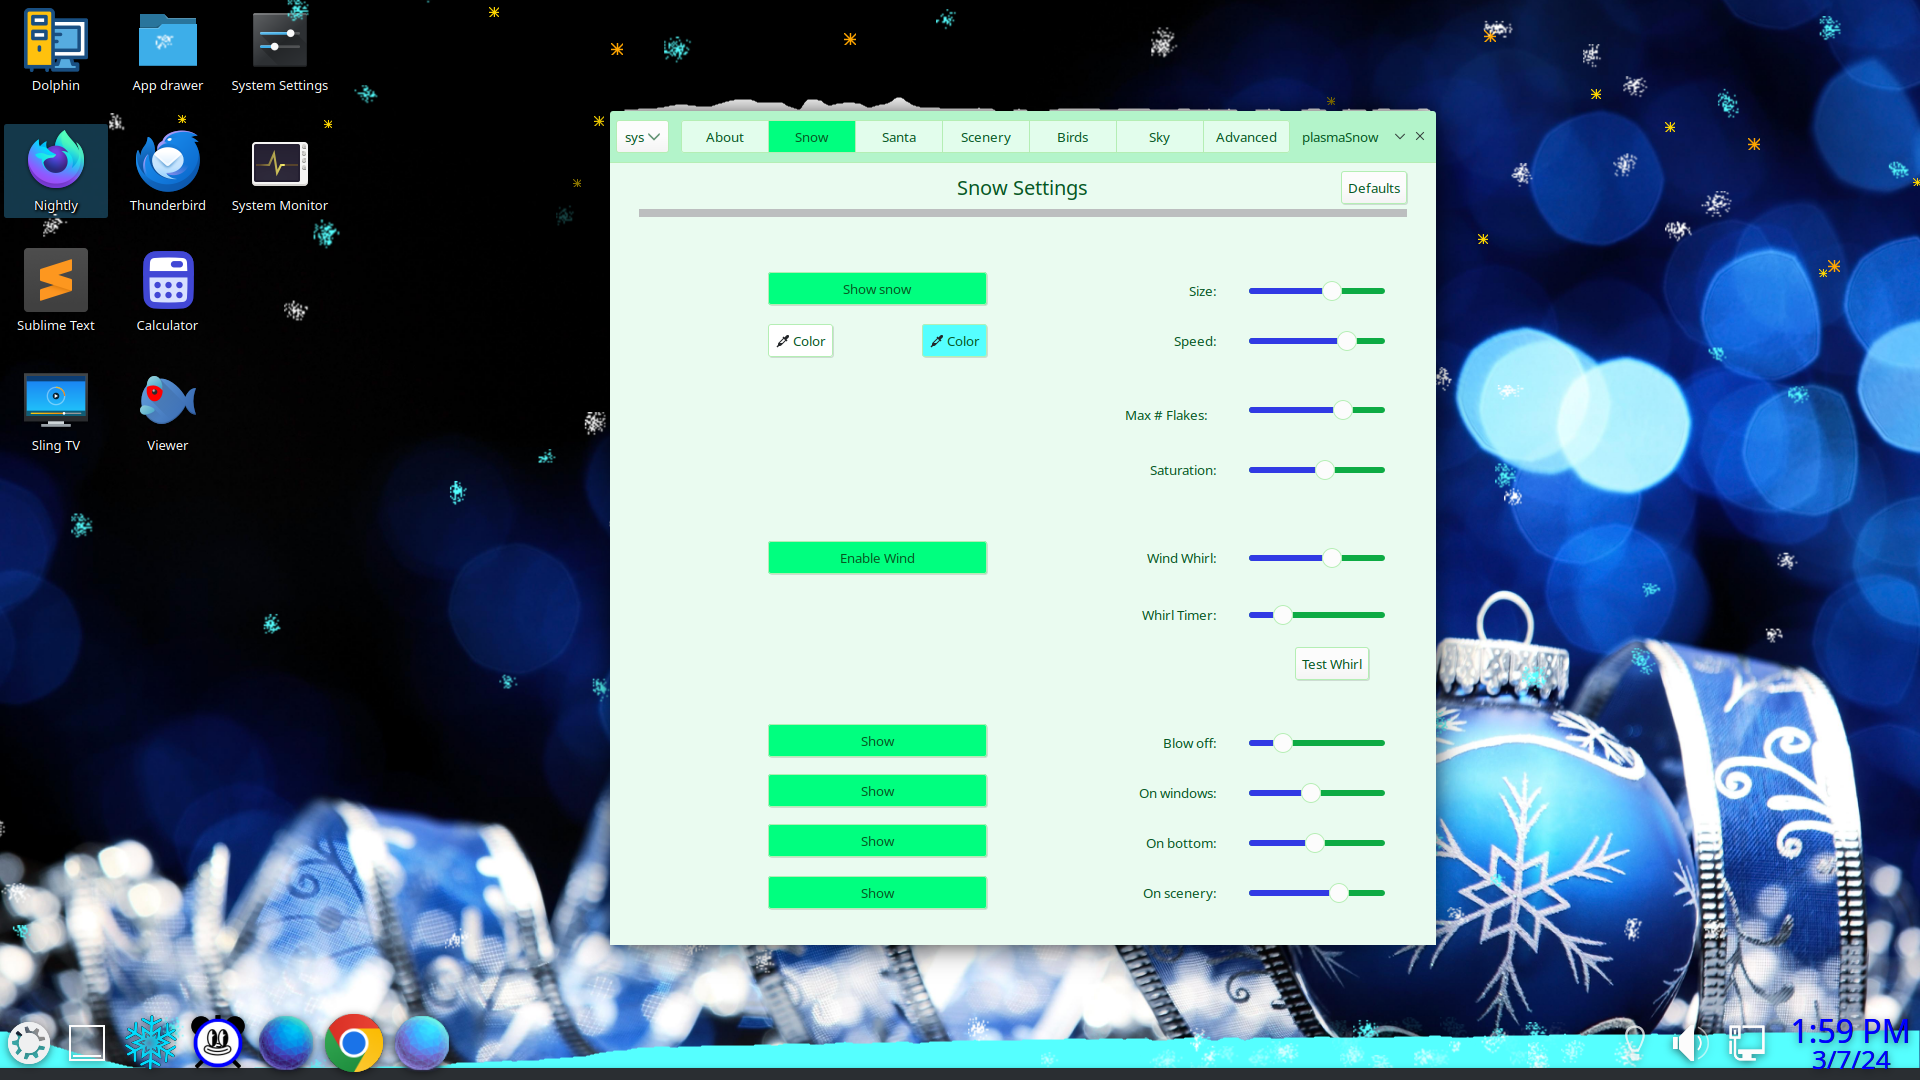 Dolphin
App drawer
System Settings
Nightly
Thunderbird
System Monitor
Sublime Text
Calculator
Sling TV
Viewer
sys
About
Snow
Santa
Scenery
Birds
Sky
Advanced
plasmaSnow
Snow Settings
Defaults
Show snow
Size:
Color
Color
Speed:
Max # Flakes:
Saturation:
Enable Wind
Wind Whirl:
Whirl Timer:
Test Whirl
Show
Blow off:
Show
On windows:
Show
On bottom:
Show
On scenery:
1:59 PM
3/7/24